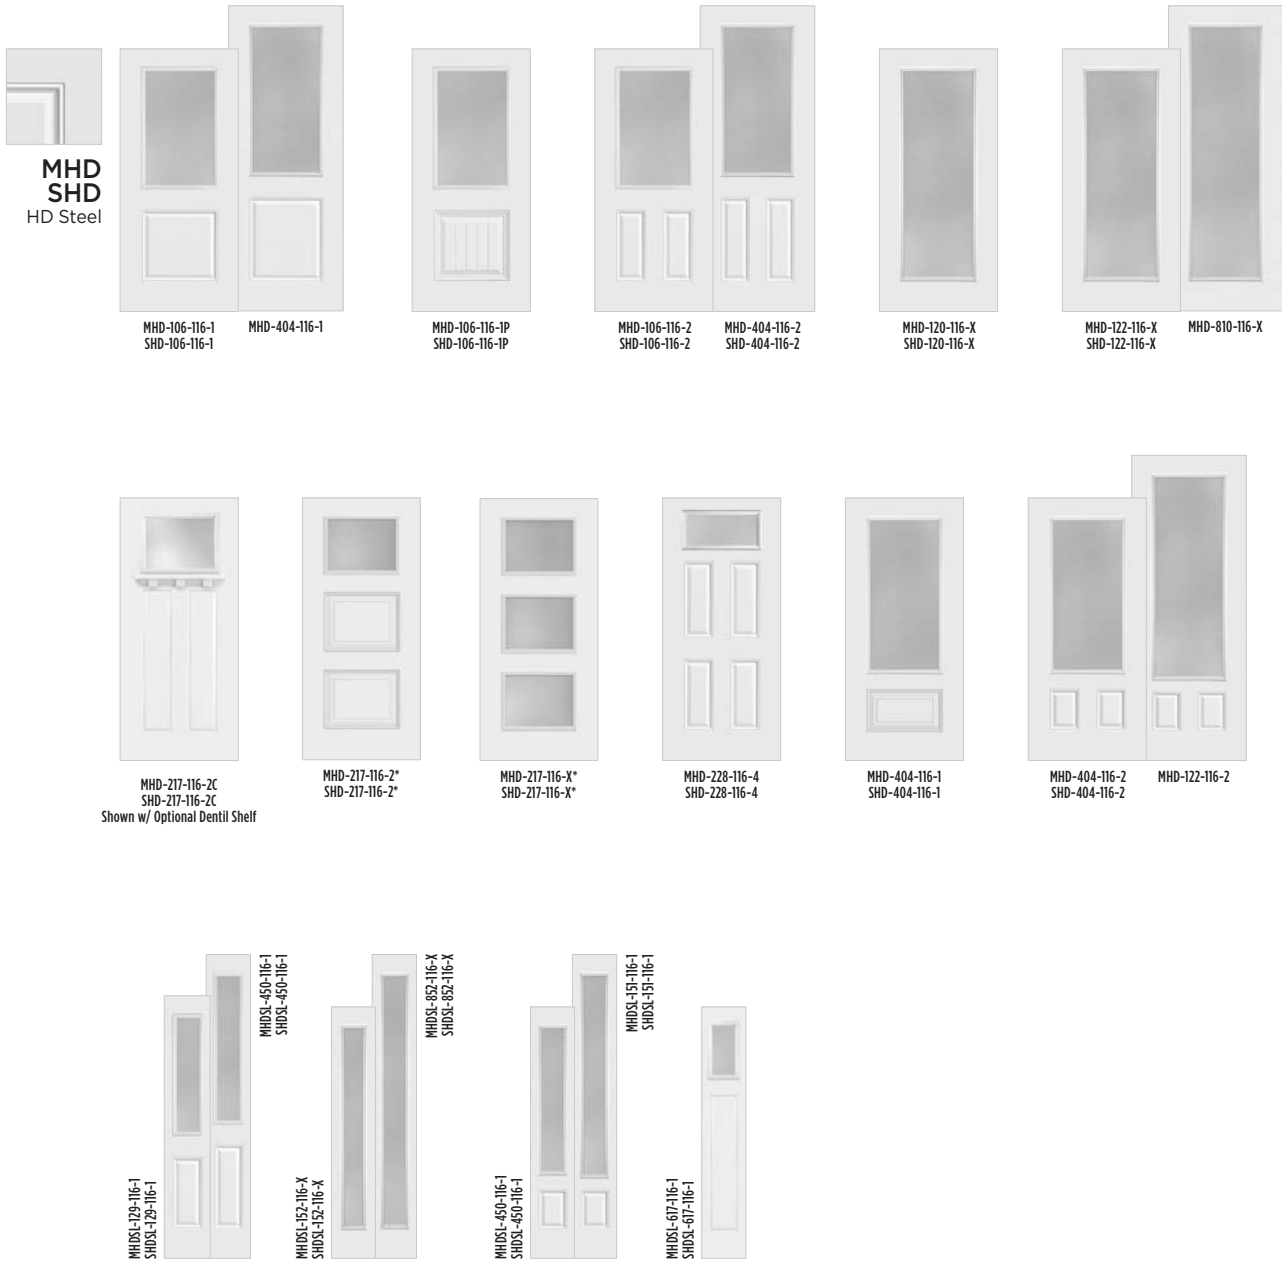 MHD
SHD
HD Steel
MHD-106-116-1
SHD-106-116-1
MHD-404-116-1
MHD-106-116-1P
SHD-106-116-1P
MHD-106-116-2
SHD-106-116-2
MHD-404-116-2
SHD-404-116-2
MHD-120-116-X
SHD-120-116-X
MHD-122-116-X
SHD-122-116-X
MHD-810-116-X
MHD-217-116-2C
SHD-217-116-2C
Shown w/ Optional Dentil Shelf
MHD-217-116-2*
SHD-217-116-2*
MHD-217-116-X*
SHD-217-116-X*
MHD-228-116-4
SHD-228-116-4
MHD-404-116-1
SHD-404-116-1
MHD-404-116-2
SHD-404-116-2
MHD-122-116-2
MHDSL-129-116-1
SHDSL-129-116-1
MHDSL-450-116-1
SHDSL-450-116-1
MHDSL-152-116-X
SHDSL-152-116-X
MHDSL-852-116-X
SHDSL-852-116-X
MHDSL-450-116-1
SHDSL-450-116-1
MHDSL-151-116-1
SHDSL-151-116-1
MHDSL-617-116-1
SHDSL-617-116-1